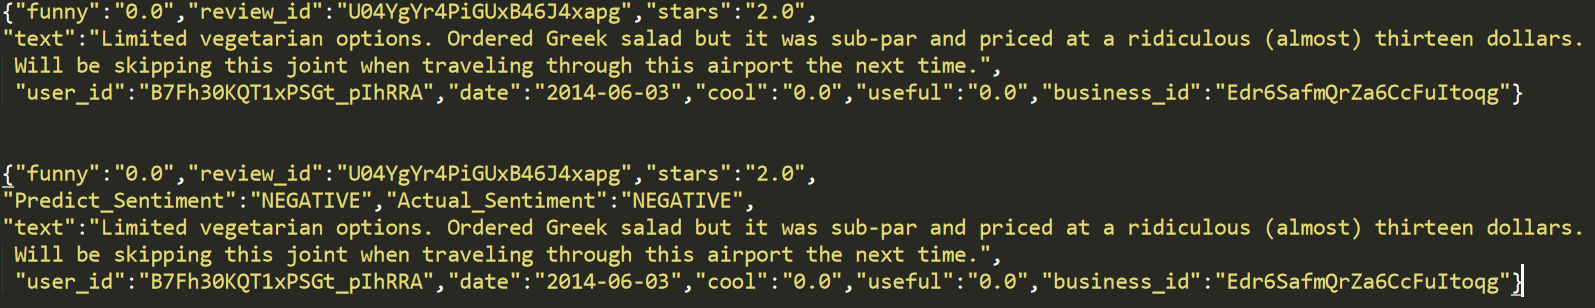 {"funny":"0.0","review_id":"U04YgYr4PiGUxB46J4xapg","stars":"2.0",
"text":"Limited vegetarian options. Ordered Greek salad but it was sub-par and priced at a ridiculous (almost) thirteen dollars.
Will be skipping this joint when traveling through this airport the next time.",
"user_id":"B7Fh30KQT1xPSGt_pIhRRA","date":"2014-06-03","cool":"0.0","useful":"0.0","business_id":"Edr6SafmQrZa6CcFuItoqg"}
{"funny":"0.0","review_id":"U04YgYr4PiGUxB46J4xapg","stars":"2.0",
"Predict_Sentiment":"NEGATIVE","Actual_Sentiment":"NEGATIVE",
"text":"Limited vegetarian options. Ordered Greek salad but it was sub-par and priced at a ridiculous (almost) thirteen dollars.
Will be skipping this joint when traveling through this airport the next time.",
"user_id":"B7Fh30KQT1xPSGt_pIhRRA","date":"2014-06-03","cool":"0.0","useful":"0.0","business_id":"Edr6SafmQrZa6CcFuItoqg"}